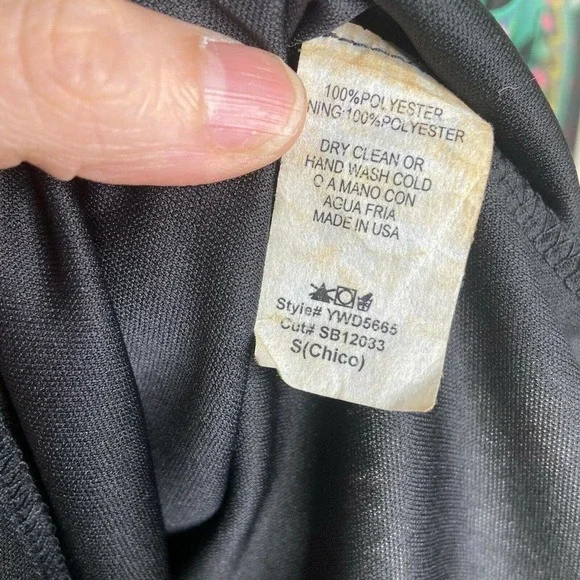 100%POLYESTER
NING:100%POLYESTER
DRY CLEAN OR
HAND WASH COLD
O A MANO CON
AGUA FRIA
MADE IN USA
Style# YWD5665
Cut# SB12033
S(Chico)